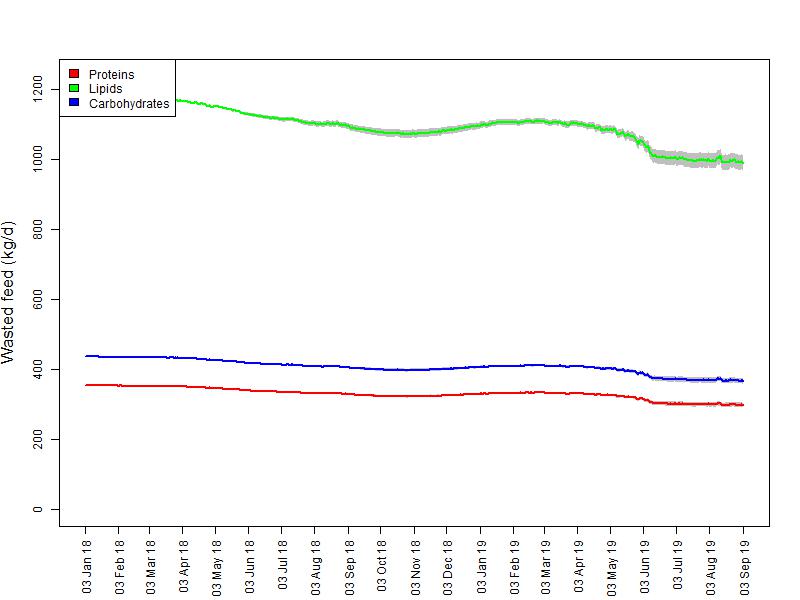 Proteins
Lipids
Carbohydrates
Wasted feed (kg/d)
1200
1000
800
600
400
200
0
03 Jan 18
03 Feb 18
03 Mar 18
03 Apr 18
03 May 18
03 Jun 18
03 Jul 18
03 Aug 18
03 Sep 18
03 Oct 18
03 Nov 18
03 Dec 18
03 Jan 19
03 Feb 19
03 Mar 19
03 Apr 19
03 May 19
03 Jun 19
03 Jul 19
03 Aug 19
03 Sep 19